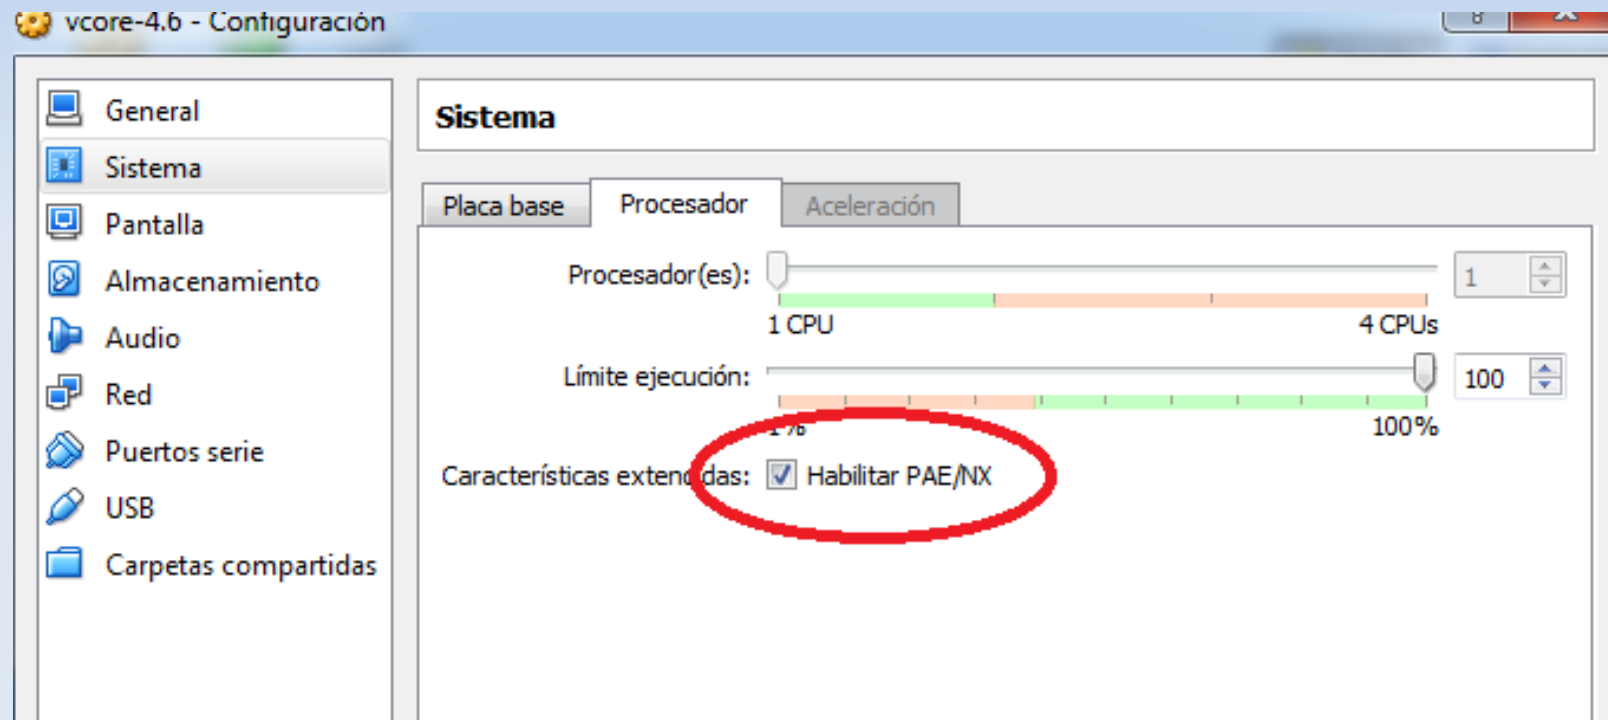 vcore-4.6 - Configuración
General
Sistema
Pantalla
Almacenamiento
Audio
Red
Puertos serie
USB
Carpetas compartidas
Sistema
Placa base Procesador Aceleración
Procesador(es): 1
1 CPU 4 CPUs
Límite ejecución: 100
1% 100%
Características extendidas: Habilitar PAE/NX